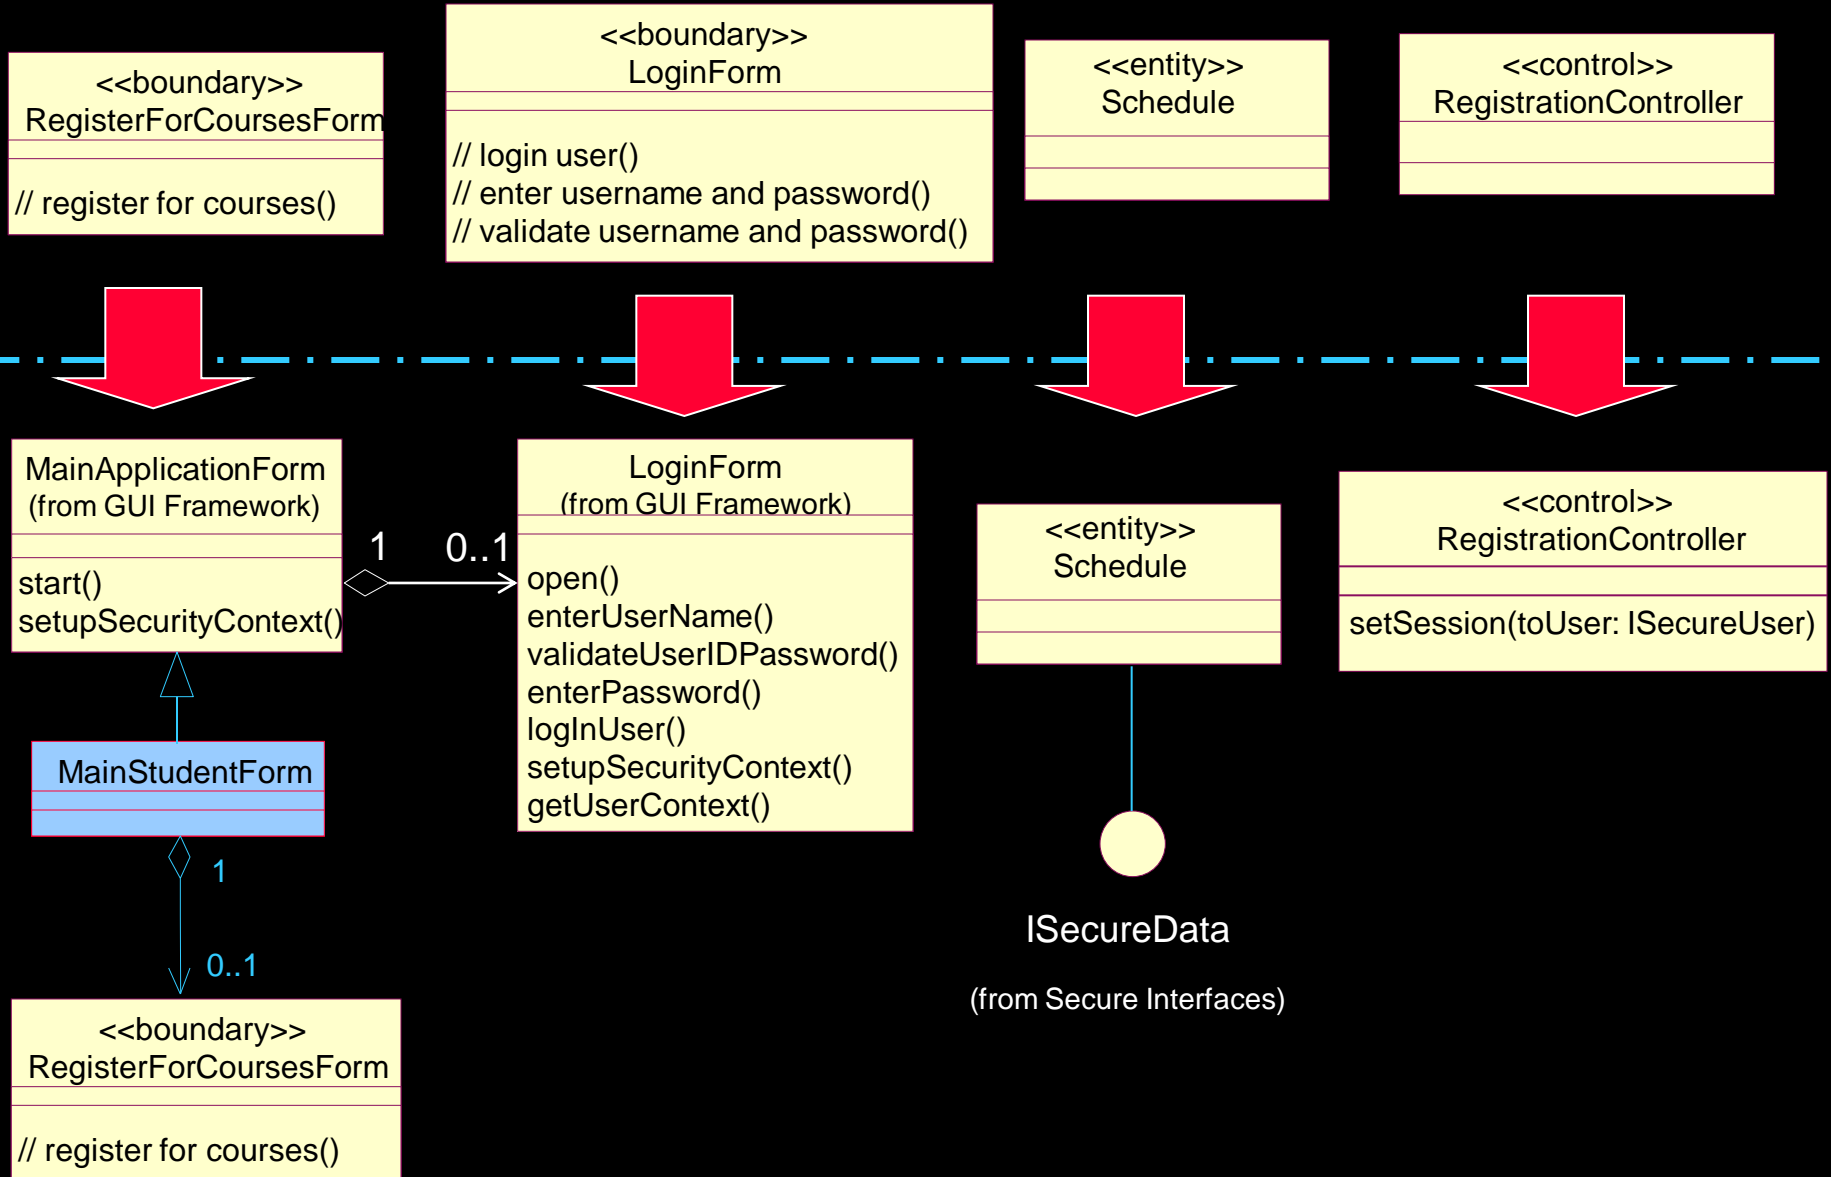 <<boundary>>
RegisterForCoursesForm
// register for courses()
<<boundary>>
LoginForm
// login user()
// enter username and password()
// validate username and password()
<<entity>>
Schedule
<<control>>
RegistrationController
MainApplicationForm
(from GUI Framework)
start()
setupSecurityContext()
1
0..1
LoginForm
(from GUI Framework)
open()
enterUserName()
validateUserIDPassword()
enterPassword()
logInUser()
setupSecurityContext()
getUserContext()
<<entity>>
Schedule
<<control>>
RegistrationController
setSession(toUser: ISecureUser)
MainStudentForm
1
0..1
ISecureData
(from Secure Interfaces)
<<boundary>>
RegisterForCoursesForm
// register for courses()